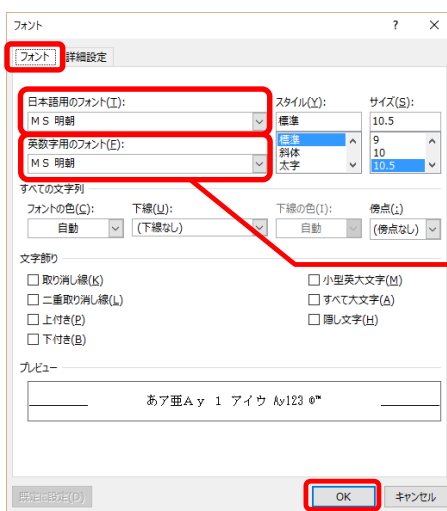 フォント ? ×
フォント 詳細設定
日本語用のフォント(T): スタイル(Y): サイズ(S):
ＭＳ 明朝 標準 10.5
英数字用のフォント(F): 標準 9
ＭＳ 明朝 斜体 10
太字 10.5
すべての文字列
フォントの色(C): 下線(U): 下線の色(I): 傍点(:)
自動 (下線なし) 自動 (傍点なし)
文字飾り
取り消し線(K) 小型英大文字(M)
二重取り消し線(L) すべて大文字(A)
上付き(P) 隠し文字(H)
下付き(B)
プレビュー
あア亜Ａｙ １ アイウ Ay123 @™
既定に設定(D) OK キャンセル